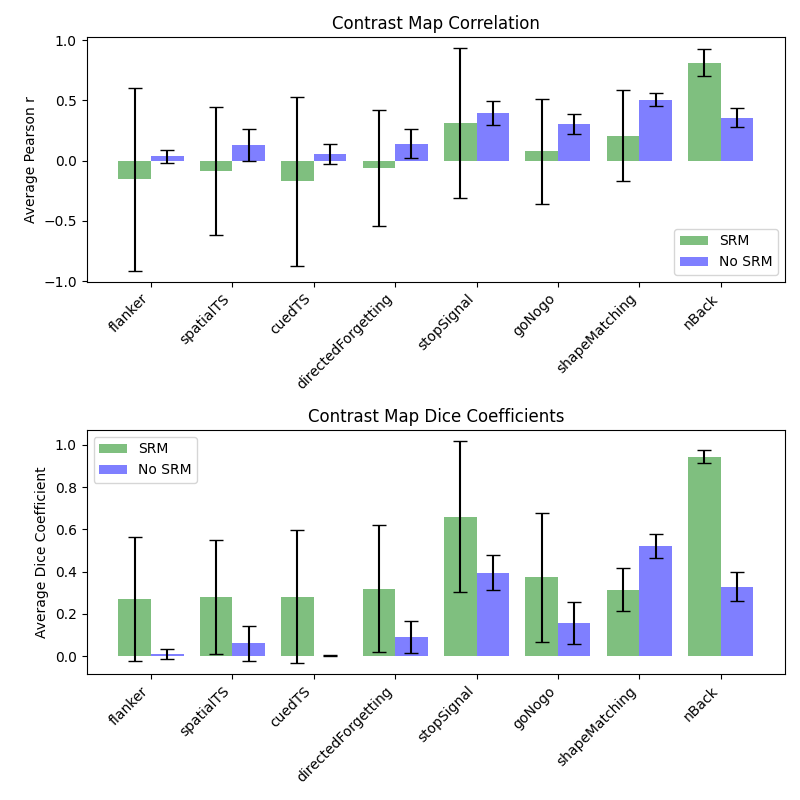 Contrast Map Correlation
Average Pearson r
1.0
0.5
0.0
−0.5
−1.0
SRM
No SRM
flanker
spatialTS
cuedTS
directedForgetting
stopSignal
goNogo
shapeMatching
nBack
Contrast Map Dice Coefficients
Average Dice Coefficient
1.0
0.8
0.6
0.4
0.2
0.0
SRM
No SRM
flanker
spatialTS
cuedTS
directedForgetting
stopSignal
goNogo
shapeMatching
nBack